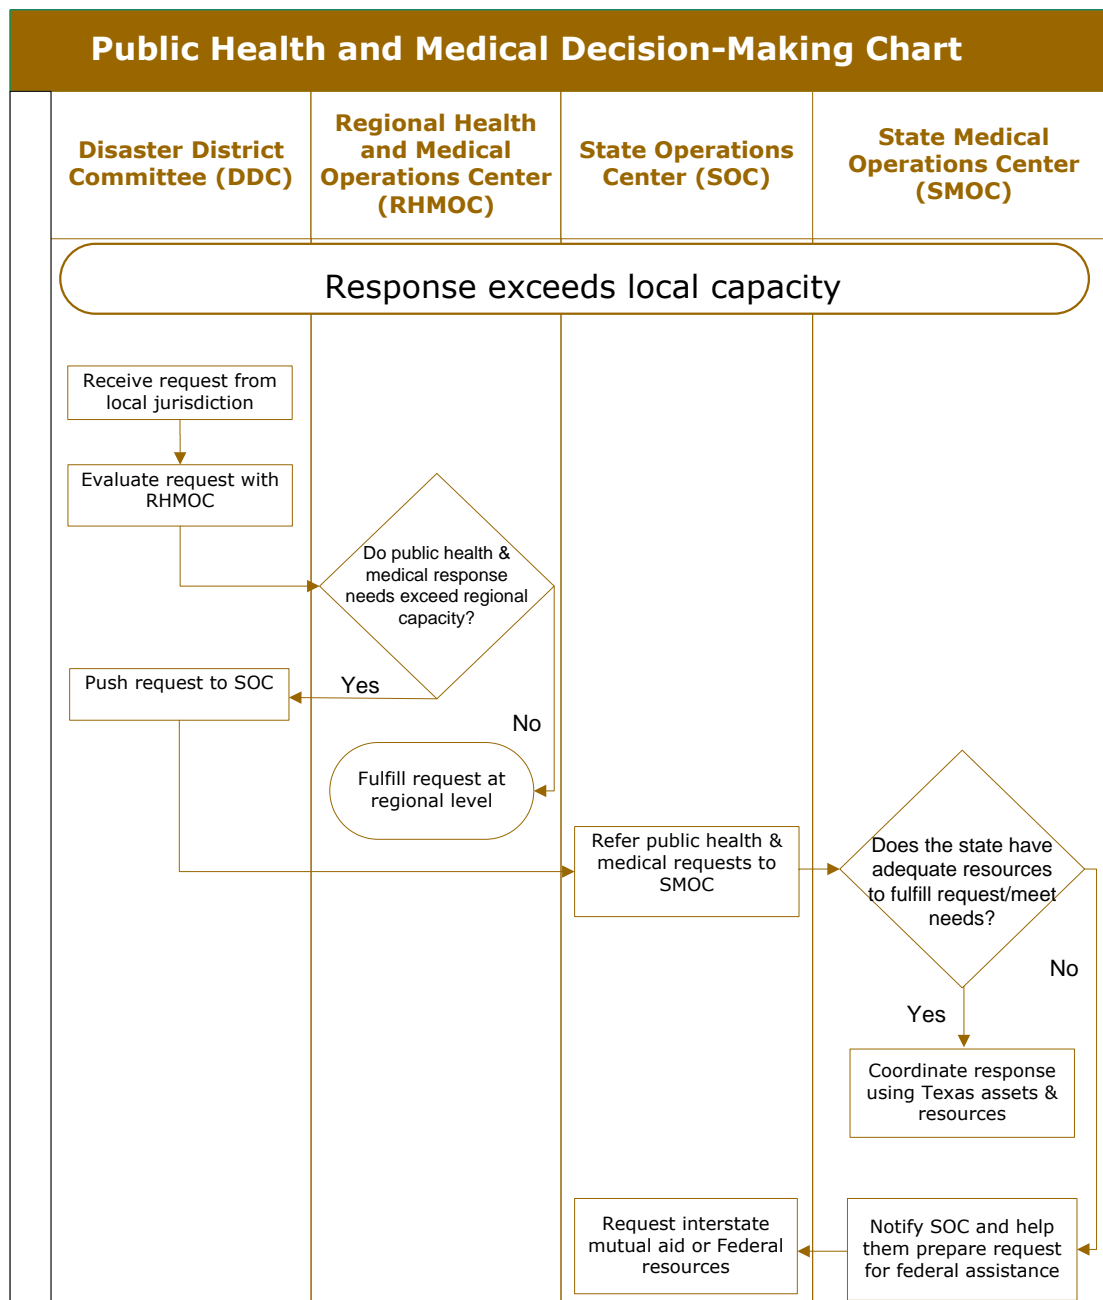 Public Health and Medical Decision-Making Chart
Disaster District
Committee (DDC)
Regional Health
and Medical
Operations Center
(RHMOC)
State Operations
Center (SOC)
State Medical
Operations Center
(SMOC)
Response exceeds local capacity
Receive request from
local jurisdiction
Evaluate request with
RHMOC
Do public health &
medical response
needs exceed regional
capacity?
Yes
Push request to SOC
No
Fulfill request at
regional level
Refer public health &
medical requests to
SMOC
Does the state have
adequate resources
to fulfill request/meet
needs?
No
Yes
Coordinate response
using Texas assets &
resources
Request interstate
mutual aid or Federal
resources
Notify SOC and help
them prepare request
for federal assistance